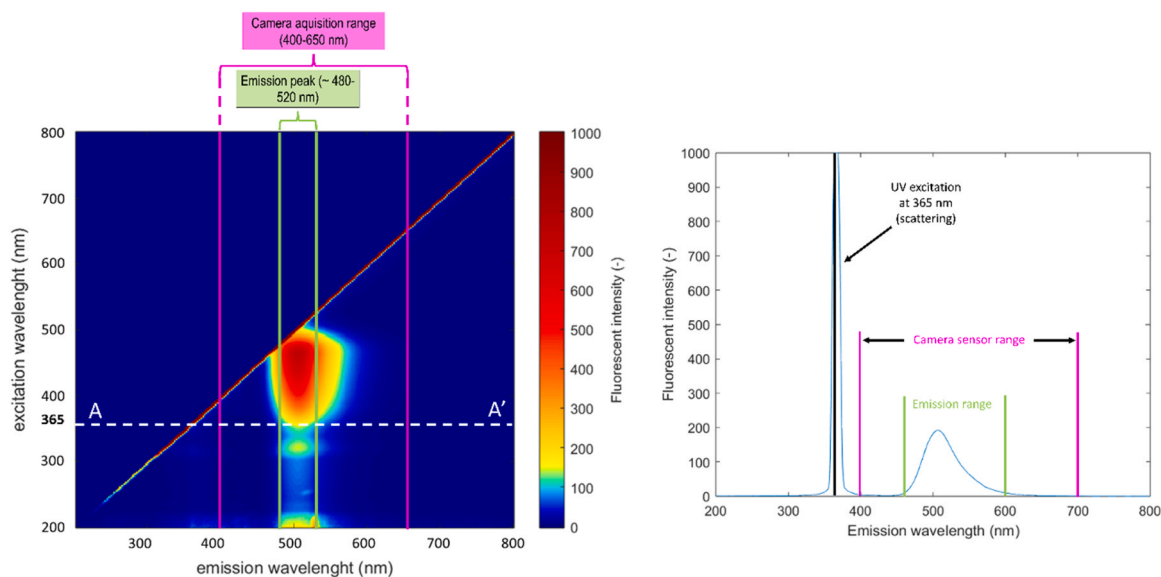 Camera aquisition range
(400-650 nm)
Emission peak (~ 480-
520 nm)
800
700
600
500
400
365
300
200
excitation wavelenght (nm)
A
A'
300
400
500
600
700
800
emission wavelenght (nm)
1000
900
800
700
600
500
400
300
200
100
0
Fluorescent intensity (-)
1000
900
800
700
600
500
400
300
200
100
0
Fluorescent intensity (-)
UV excitation
at 365 nm
(scattering)
Camera sensor range
Emission range
200
300
400
500
600
700
800
Emission wavelength (nm)